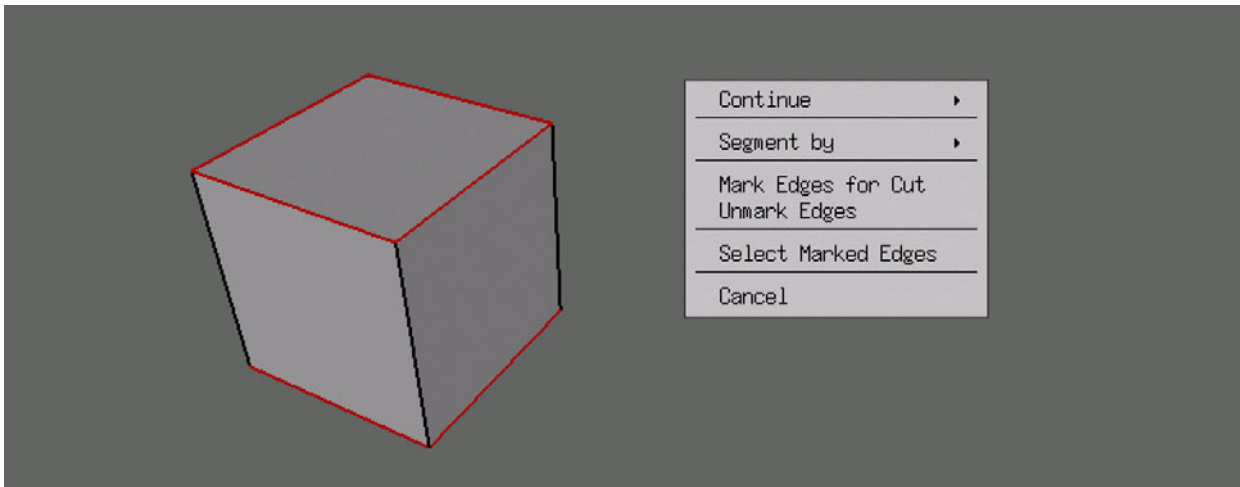 Continue
Segment by
Mark Edges for Cut
Unmark Edges
Select Marked Edges
Cancel